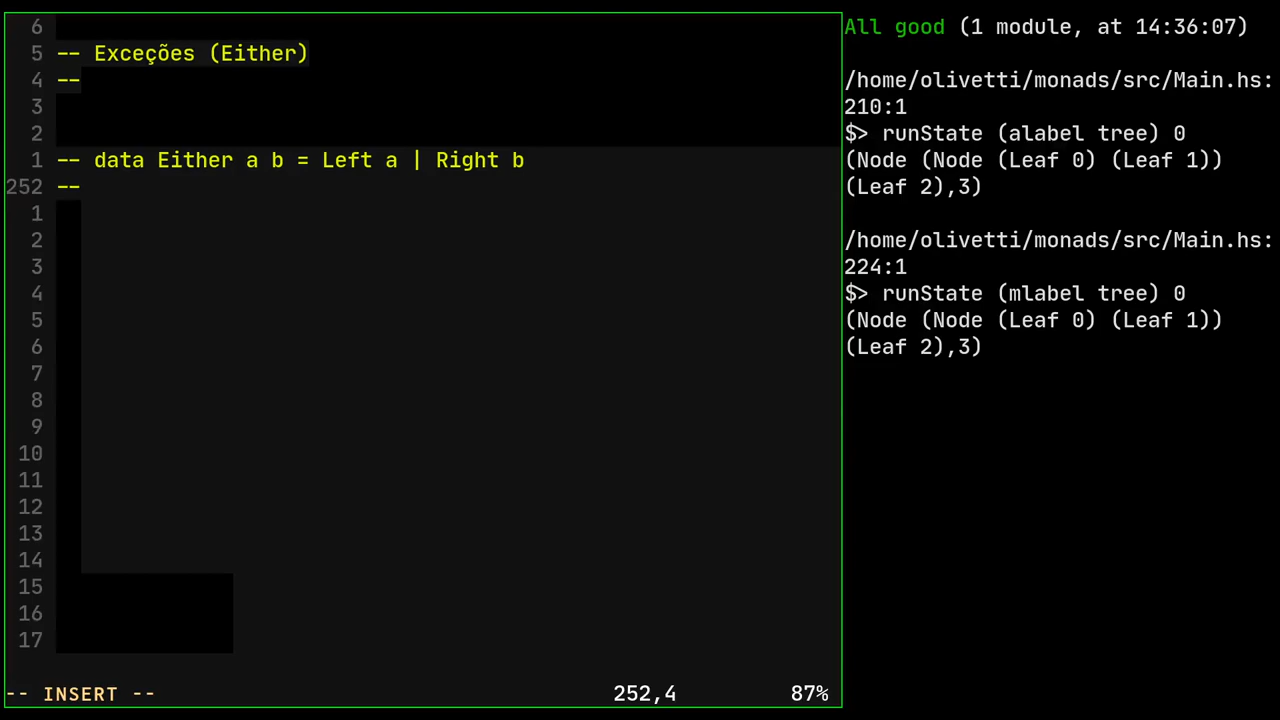 6
5 -- Exceções (Either)
4 --
3
2
1 -- data Either a b = Left a | Right b
252 --
1
2
3
4
5
6
7
8
9
10
11
12
13
14
15
16
17
-- INSERT -- 252,4 87%
All good (1 module, at 14:36:07)
/home/olivetti/monads/src/Main.hs:
210:1
$> runState (alabel tree) 0
(Node (Node (Leaf 0) (Leaf 1))
(Leaf 2),3)
/home/olivetti/monads/src/Main.hs:
224:1
$> runState (mlabel tree) 0
(Node (Node (Leaf 0) (Leaf 1))
(Leaf 2),3)